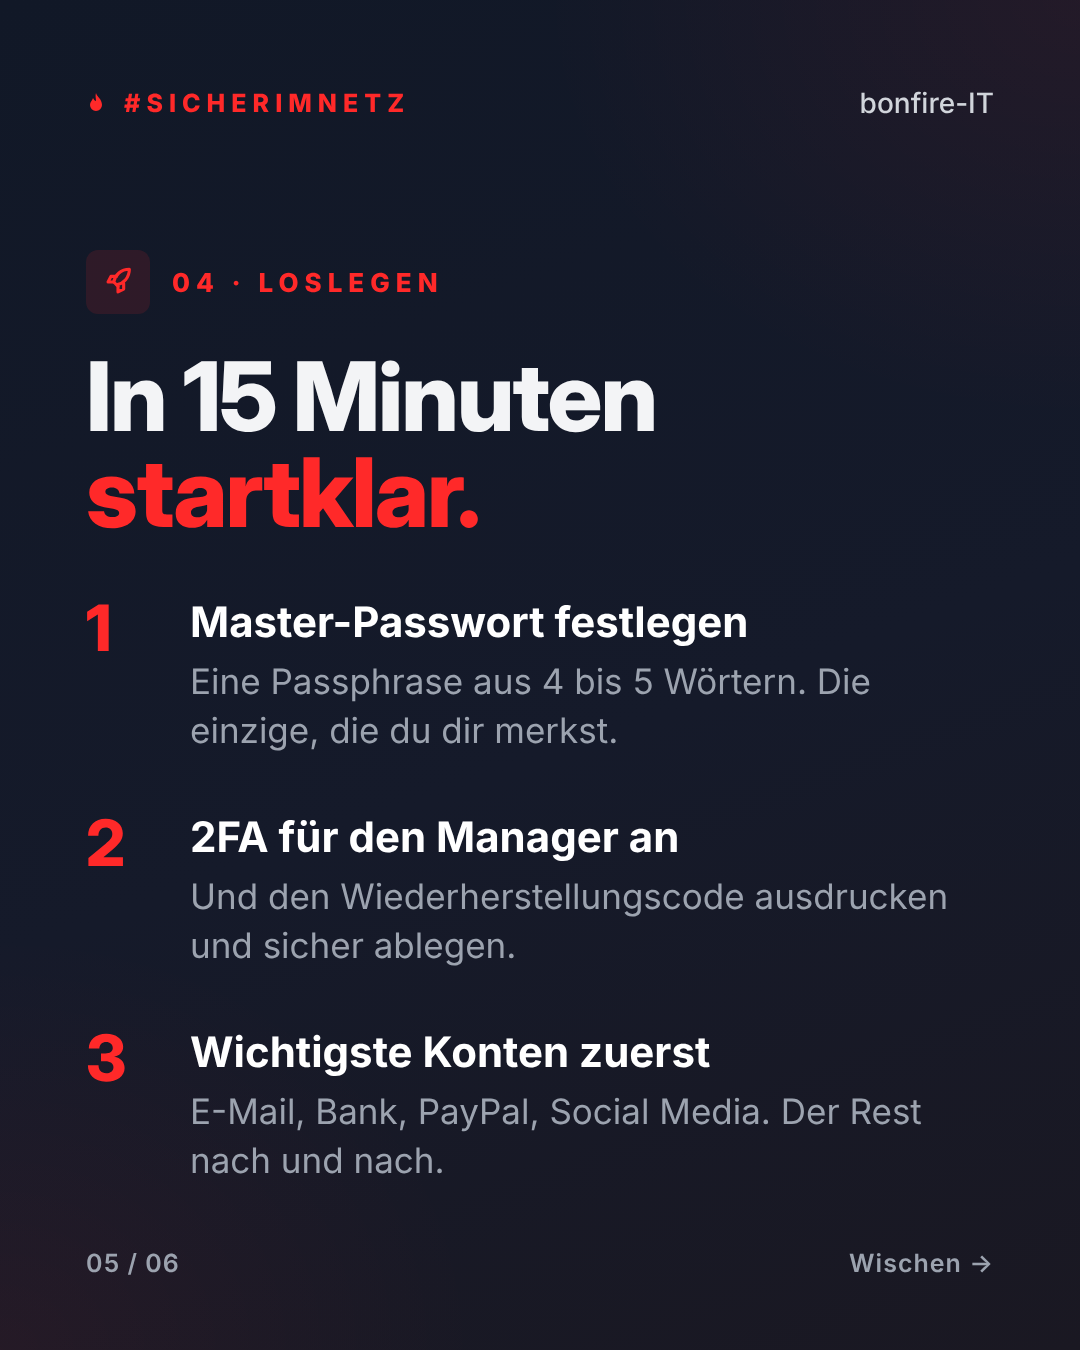 #SICHERIMNETZ
bonfire-IT
04 · LOSLEGEN
In 15 Minuten
startklar.
1
Master-Passwort festlegen
Eine Passphrase aus 4 bis 5 Wörtern. Die
einzige, die du dir merkst.
2
2FA für den Manager an
Und den Wiederherstellungscode ausdrucken
und sicher ablegen.
3
Wichtigste Konten zuerst
E-Mail, Bank, PayPal, Social Media. Der Rest
nach und nach.
05 / 06
Wischen →